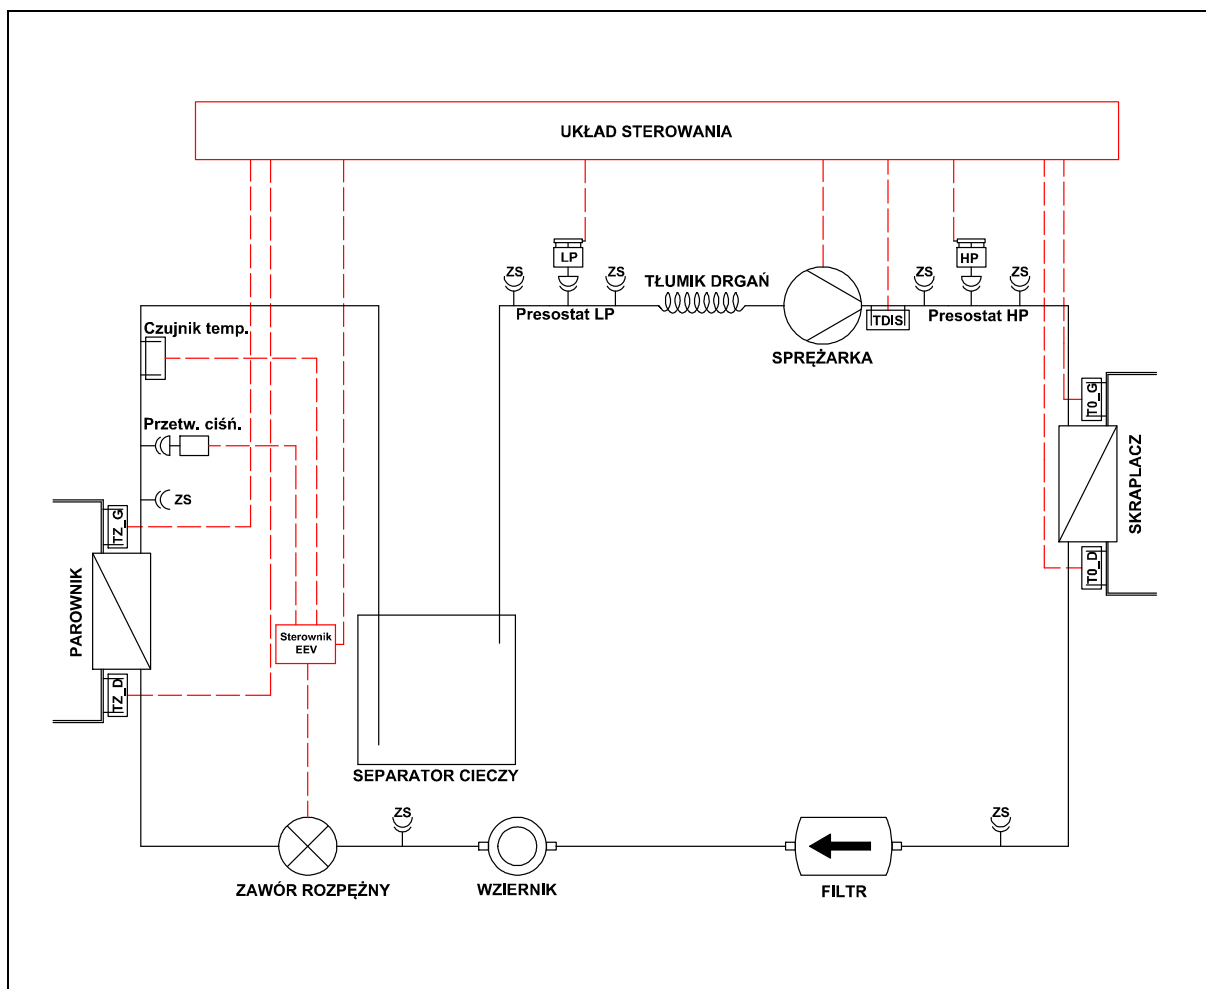 UKŁAD STEROWANIA
LP
HP
ZS
ZS
TŁUMIK DRGAŃ
ZS
ZS
Presostat LP
TDIS
Presostat HP
SPRĘŻARKA
Czujnik temp.
Przetw. ciśń.
ZS
TZ_G
PAROWNIK
TZ_D
T0_G
SKRAPLACZ
T0_D
Sterownik
EEV
SEPARATOR CIECZY
ZS
ZS
ZAWÓR ROZPĘŻNY
WZIERNIK
FILTR